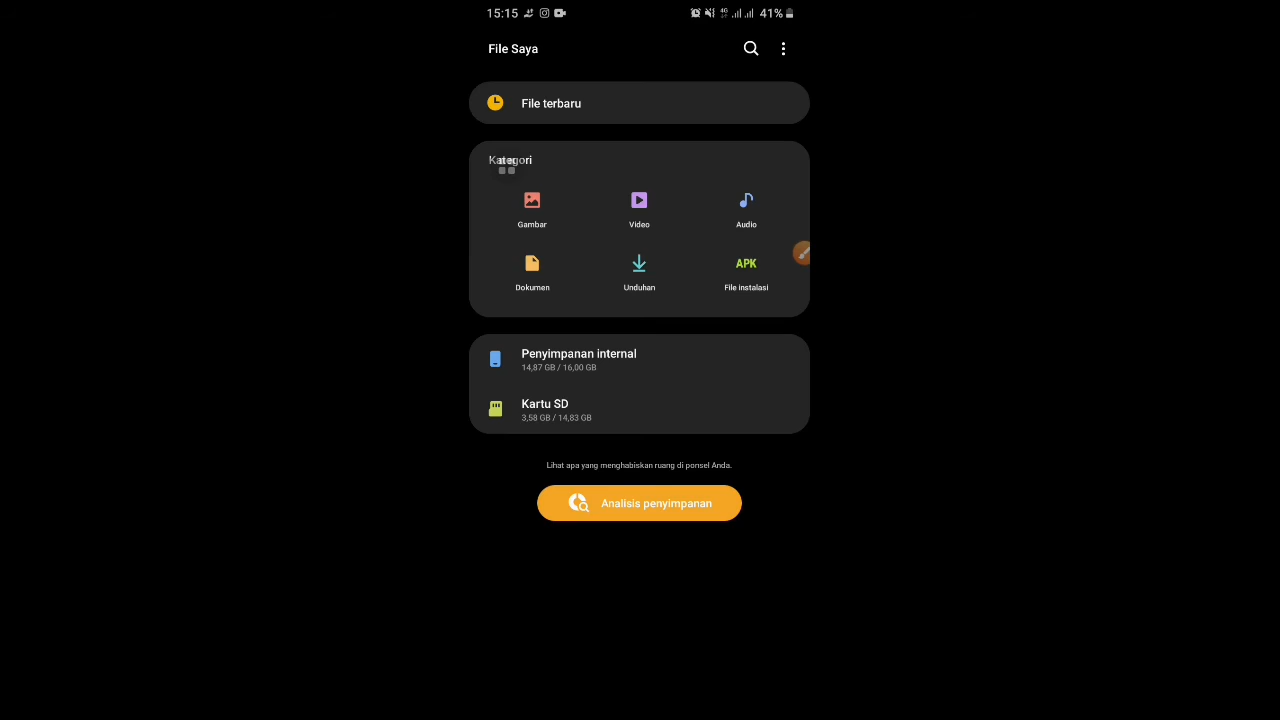 15:15 4G 41%
File Saya
File terbaru
Kategori
Gambar Video Audio
APK
Dokumen Unduhan File instalasi
Penyimpanan internal
14,87 GB / 16,00 GB
Kartu SD
3,58 GB / 14,83 GB
Lihat apa yang menghabiskan ruang di ponsel Anda.
Analisis penyimpanan